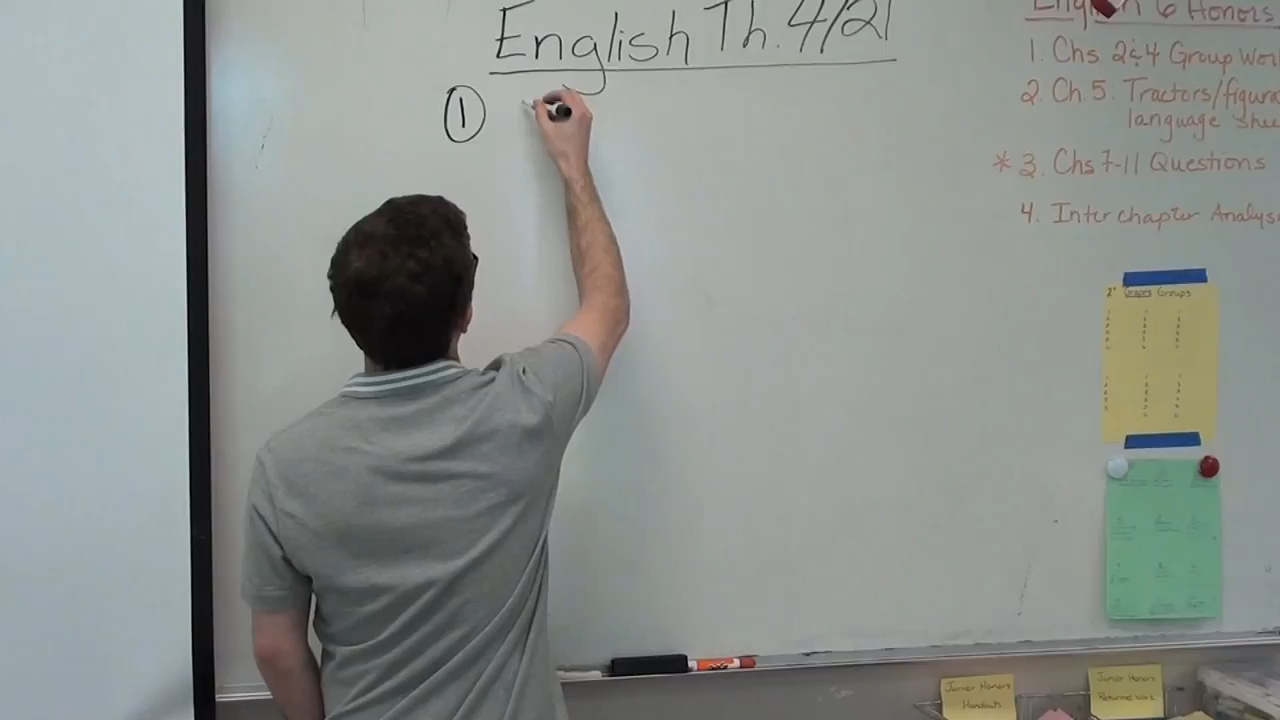 English Th. 4/21
①
English 6 Honors
1. Chs. 2&4 Group Wor
2. Ch. 5. Tractors/figura
language Shee
* 3. Chs 7-11 Questions
4. Interchapter Analys
Groups
Junior Honors
Handouts
Junior Honors
Returned Work